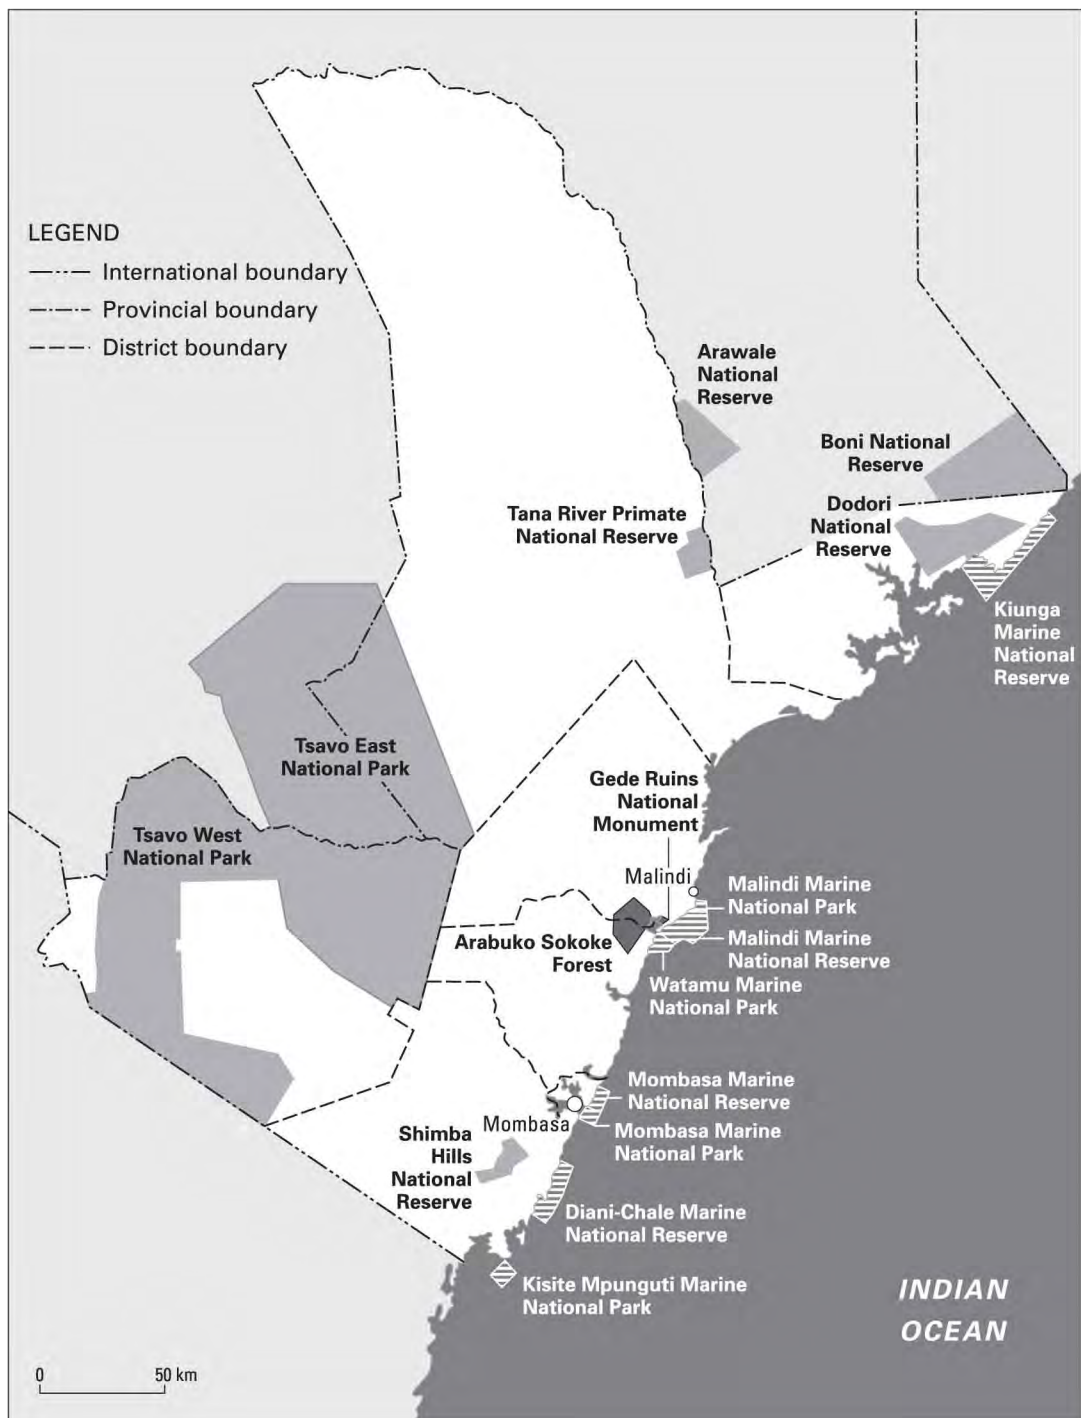 LEGEND
International boundary
Provincial boundary
District boundary
Arawale
National
Reserve
Boni National
Reserve
Dodori
National
Reserve
Tana River Primate
National Reserve
Kiunga
Marine
National
Reserve
Tsavo East
National Park
Gede Ruins
National
Monument
Tsavo West
National Park
Malindi
Malindi Marine
National Park
Arabuko Sokoke
Forest
Malindi Marine
National Reserve
Watamu Marine
National Park
Mombasa Marine
National Reserve
Mombasa
Mombasa Marine
National Park
Shimba
Hills
National
Reserve
Diani-Chale Marine
National Reserve
Kisite Mpunguti Marine
National Park
INDIAN
OCEAN
0 50 km